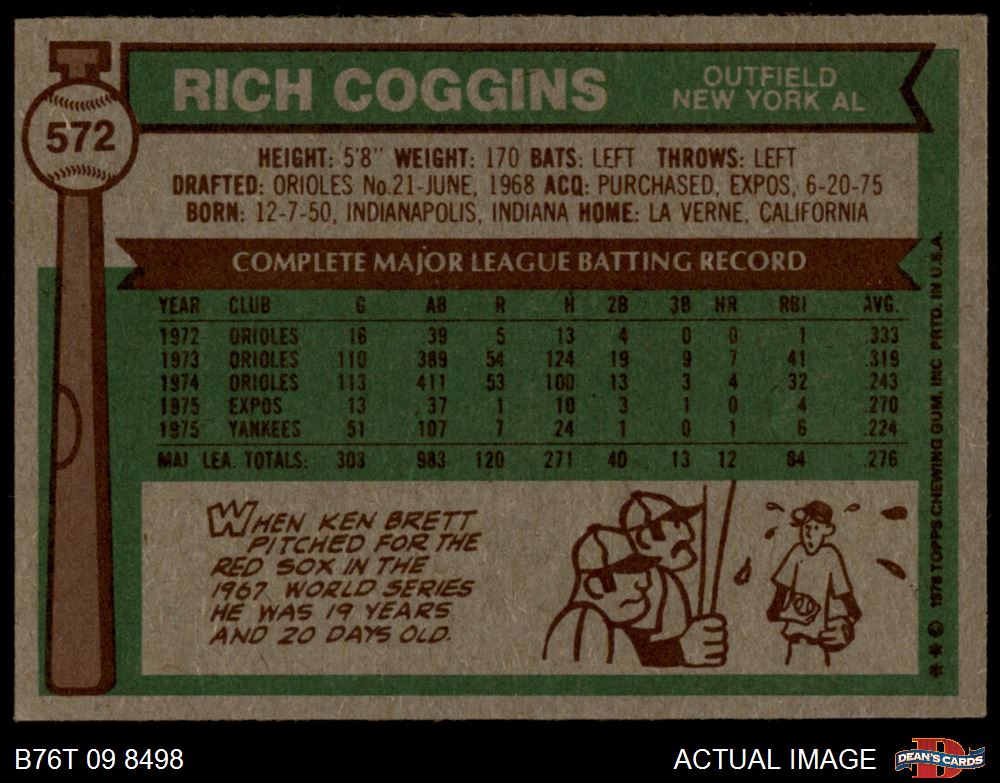 RICH COGGINS
OUTFIELD
NEW YORK AL
572
HEIGHT: 5'8" WEIGHT: 170 BATS: LEFT THROWS: LEFT
DRAFTED: ORIOLES No.21-JUNE, 1968 ACQ: PURCHASED, EXPOS, 6-20-75
BORN: 12-7-50, INDIANAPOLIS, INDIANA HOME: LA VERNE, CALIFORNIA
COMPLETE MAJOR LEAGUE BATTING RECORD
YEAR CLUB G AB R H 2B 3B HR RBI AVG.
1972 ORIOLES 16 39 5 13 4 0 0 1 .333
1973 ORIOLES 110 389 54 124 19 9 7 41 .319
1974 ORIOLES 113 411 53 100 13 3 4 32 .243
1975 EXPOS 13 37 1 10 3 1 0 4 .270
1975 YANKEES 51 107 7 24 1 0 1 6 .224
MAJ. LEA. TOTALS: 303 983 120 271 40 13 12 84 .276
WHEN KEN BRETT
PITCHED FOR THE
RED SOX IN THE
1967 WORLD SERIES
HE WAS 19 YEARS
AND 20 DAYS OLD.
** © 1976 TOPPS CHEWING GUM, INC PRTD. IN U.S.A.
B76T 09 8498
ACTUAL IMAGE
D
DEAN'S CARDS